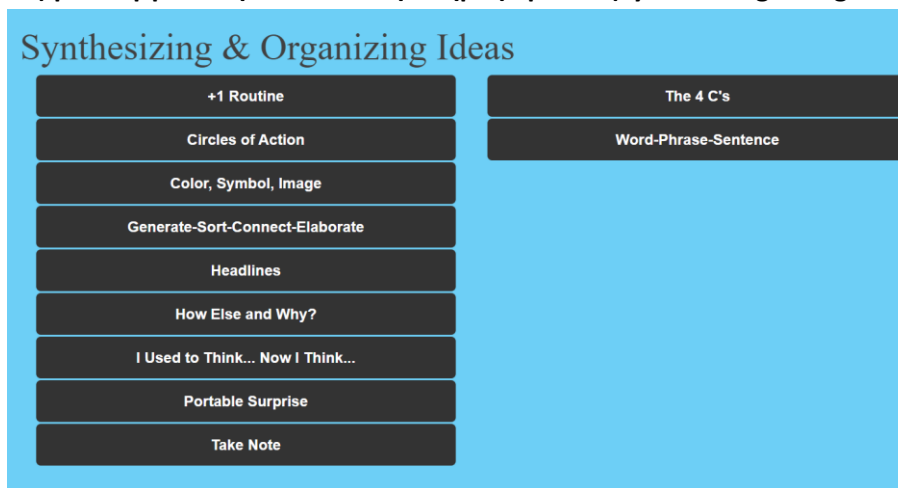 Synthesizing & Organizing Ideas
+1 Routine
Circles of Action
Color, Symbol, Image
Generate-Sort-Connect-Elaborate
Headlines
How Else and Why?
I Used to Think... Now I Think...
Portable Surprise
Take Note
The 4 C's
Word-Phrase-Sentence